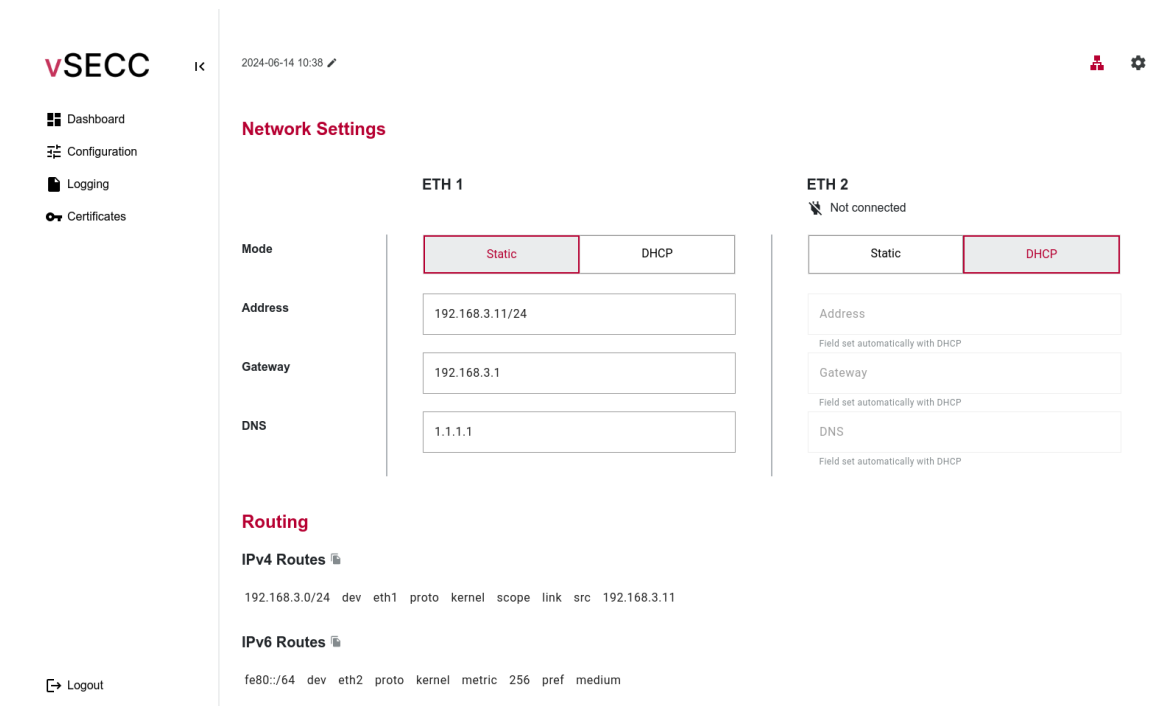 vSECC
2024-06-14 10:38
Dashboard
Configuration
Logging
Certificates
Logout
Network Settings
ETH 1
ETH 2
Not connected
Mode
Static DHCP
Static DHCP
Address
192.168.3.11/24
Address
Field set automatically with DHCP
Gateway
192.168.3.1
Gateway
Field set automatically with DHCP
DNS
1.1.1.1
DNS
Field set automatically with DHCP
Routing
IPv4 Routes
192.168.3.0/24 dev eth1 proto kernel scope link src 192.168.3.11
IPv6 Routes
fe80::/64 dev eth2 proto kernel metric 256 pref medium